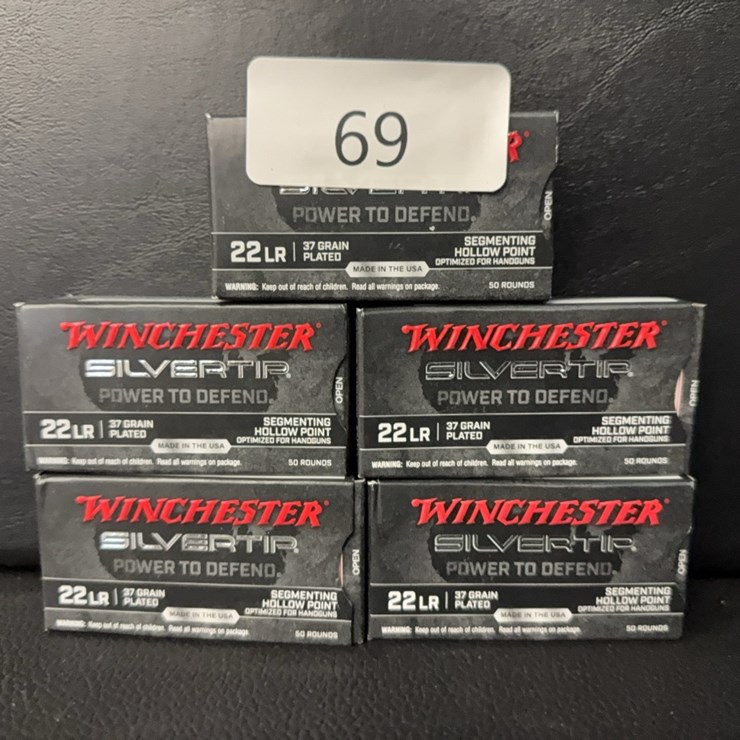 69
POWER TO DEFEND®
OPEN
22 LR | 37 GRAIN PLATED
SEGMENTING
HOLLOW POINT
OPTIMIZED FOR HANDGUNS
MADE IN THE USA
WARNING: Keep out of reach of children. Read all warnings on package.
50 ROUNDS
WINCHESTER®
SILVERTIP®
POWER TO DEFEND®
OPEN
22 LR | 37 GRAIN PLATED
SEGMENTING
HOLLOW POINT
OPTIMIZED FOR HANDGUNS
MADE IN THE USA
WARNING: Keep out of reach of children. Read all warnings on package.
50 ROUNDS
WINCHESTER®
SILVERTIP®
POWER TO DEFEND®
OPEN
22 LR | 37 GRAIN PLATED
SEGMENTING
HOLLOW POINT
OPTIMIZED FOR HANDGUNS
MADE IN THE USA
WARNING: Keep out of reach of children. Read all warnings on package.
50 ROUNDS
WINCHESTER®
SILVERTIP®
POWER TO DEFEND®
OPEN
22 LR | 37 GRAIN PLATED
SEGMENTING
HOLLOW POINT
OPTIMIZED FOR HANDGUNS
MADE IN THE USA
WARNING: Keep out of reach of children. Read all warnings on package.
50 ROUNDS
WINCHESTER®
SILVERTIP®
POWER TO DEFEND®
OPEN
22 LR | 37 GRAIN PLATED
SEGMENTING
HOLLOW POINT
OPTIMIZED FOR HANDGUNS
MADE IN THE USA
WARNING: Keep out of reach of children. Read all warnings on package.
50 ROUNDS